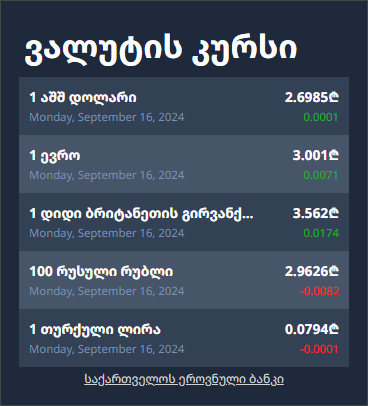 ვალუტის კურსი
1 აშშ დოლარი 2.6985₾
Monday, September 16, 2024 0.0001
1 ევრო 3.001₾
Monday, September 16, 2024 0.0071
1 დიდი ბრიტანეთის გირვანქ... 3.562₾
Monday, September 16, 2024 0.0174
100 რუსული რუბლი 2.9626₾
Monday, September 16, 2024 -0.0082
1 თურქული ლირა 0.0794₾
Monday, September 16, 2024 -0.0001
საქართველოს ეროვნული ბანკი